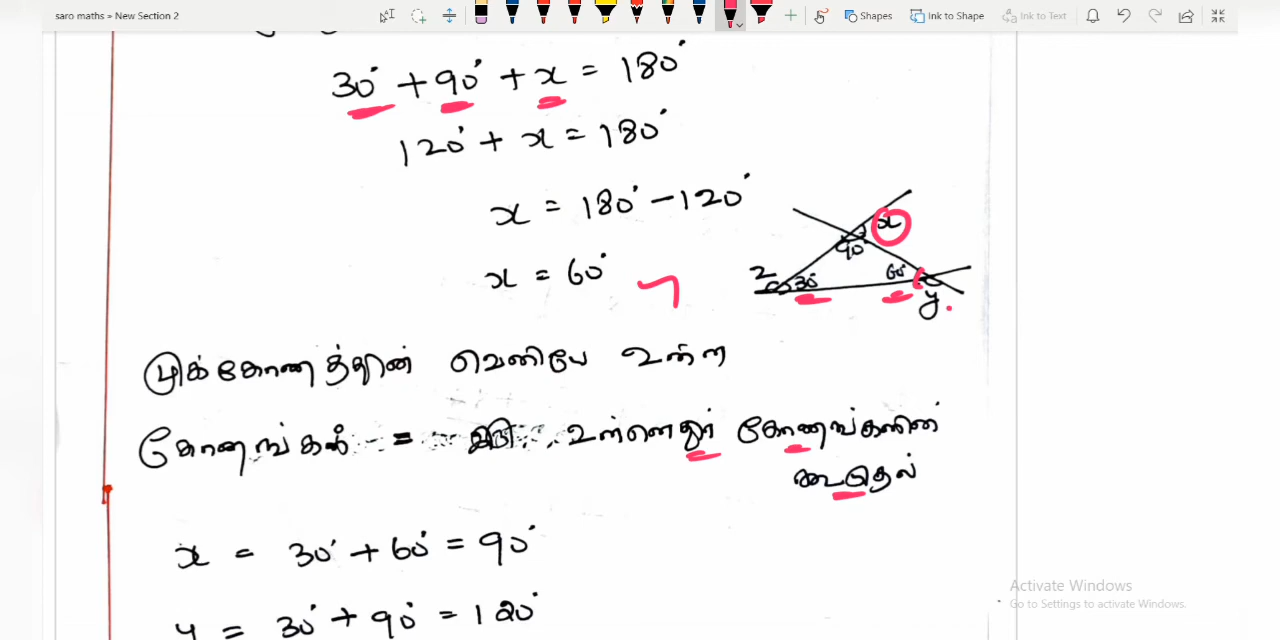 saro maths > New Section 2
Shapes
Ink to Shape
Ink to Text
30° + 90° + x = 180°
120° + x = 180°
x = 180° - 120°
x = 60°
x
90°
z
30°
60°
y
முக்கோணத்தின் வெளியே உள்ள
கோணங்கள் = உள்ளெதிர் கோணங்களின்
கூடுதல்
x = 30° + 60° = 90°
y = 30° + 90° = 120°
Activate Windows
Go to Settings to activate Windows.